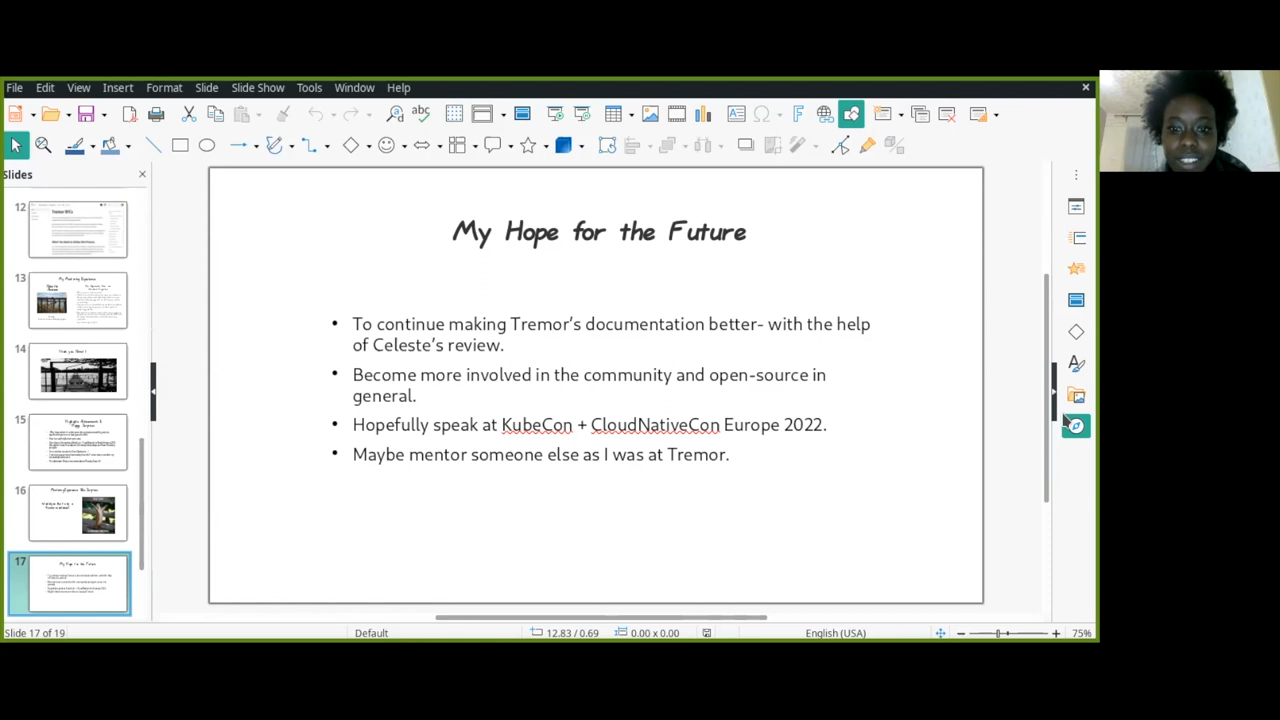 File Edit View Insert Format Slide Slide Show Tools Window Help
Slides
12
13
14
15
16
17
My Hope for the Future
• To continue making Tremor’s documentation better- with the help
of Celeste’s review.
• Become more involved in the community and open-source in
general.
• Hopefully speak at KubeCon + CloudNativeCon Europe 2022.
• Maybe mentor someone else as I was at Tremor.
Slide 17 of 19 Default 12.83 / 0.69 0.00 x 0.00 English (USA) 75%